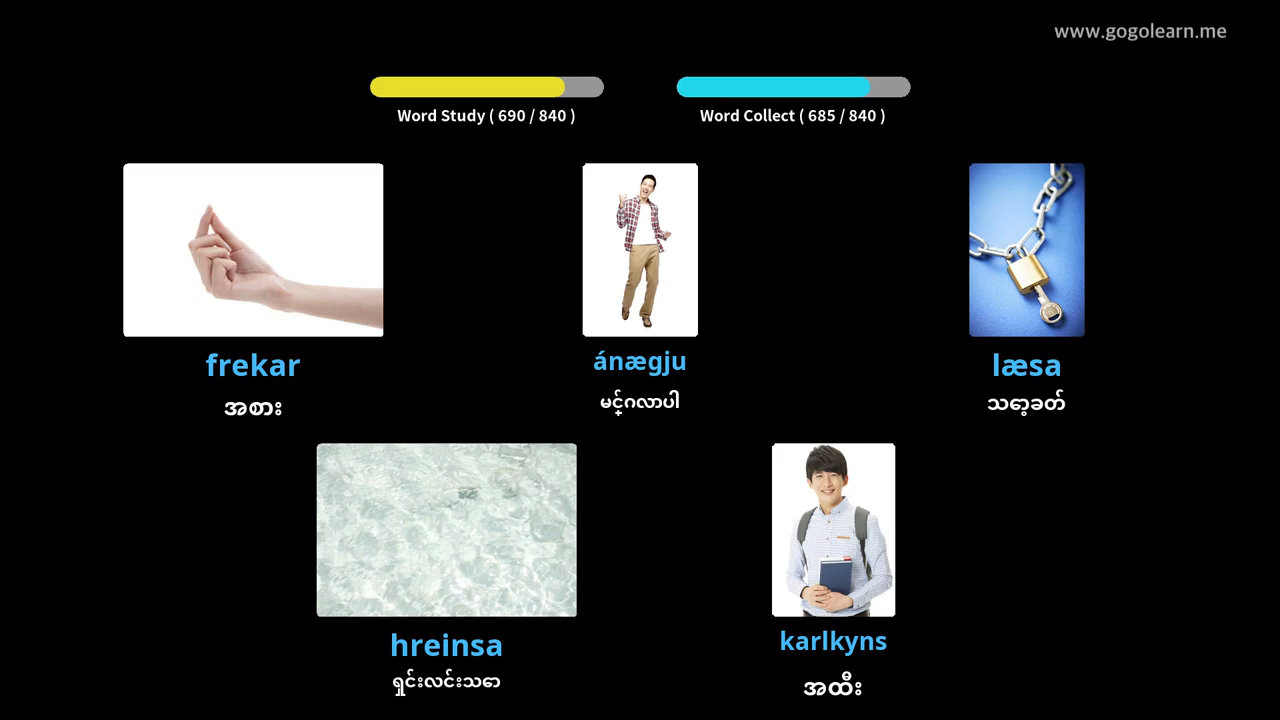 www.gogolearn.me
Word Study ( 690 / 840 )
Word Collect ( 685 / 840 )
frekar
အစား
ánægju
မင်္ဂလာပါ
læsa
သော့ခတ်
hreinsa
ရှင်းလင်းသော
karlkyns
အထီး